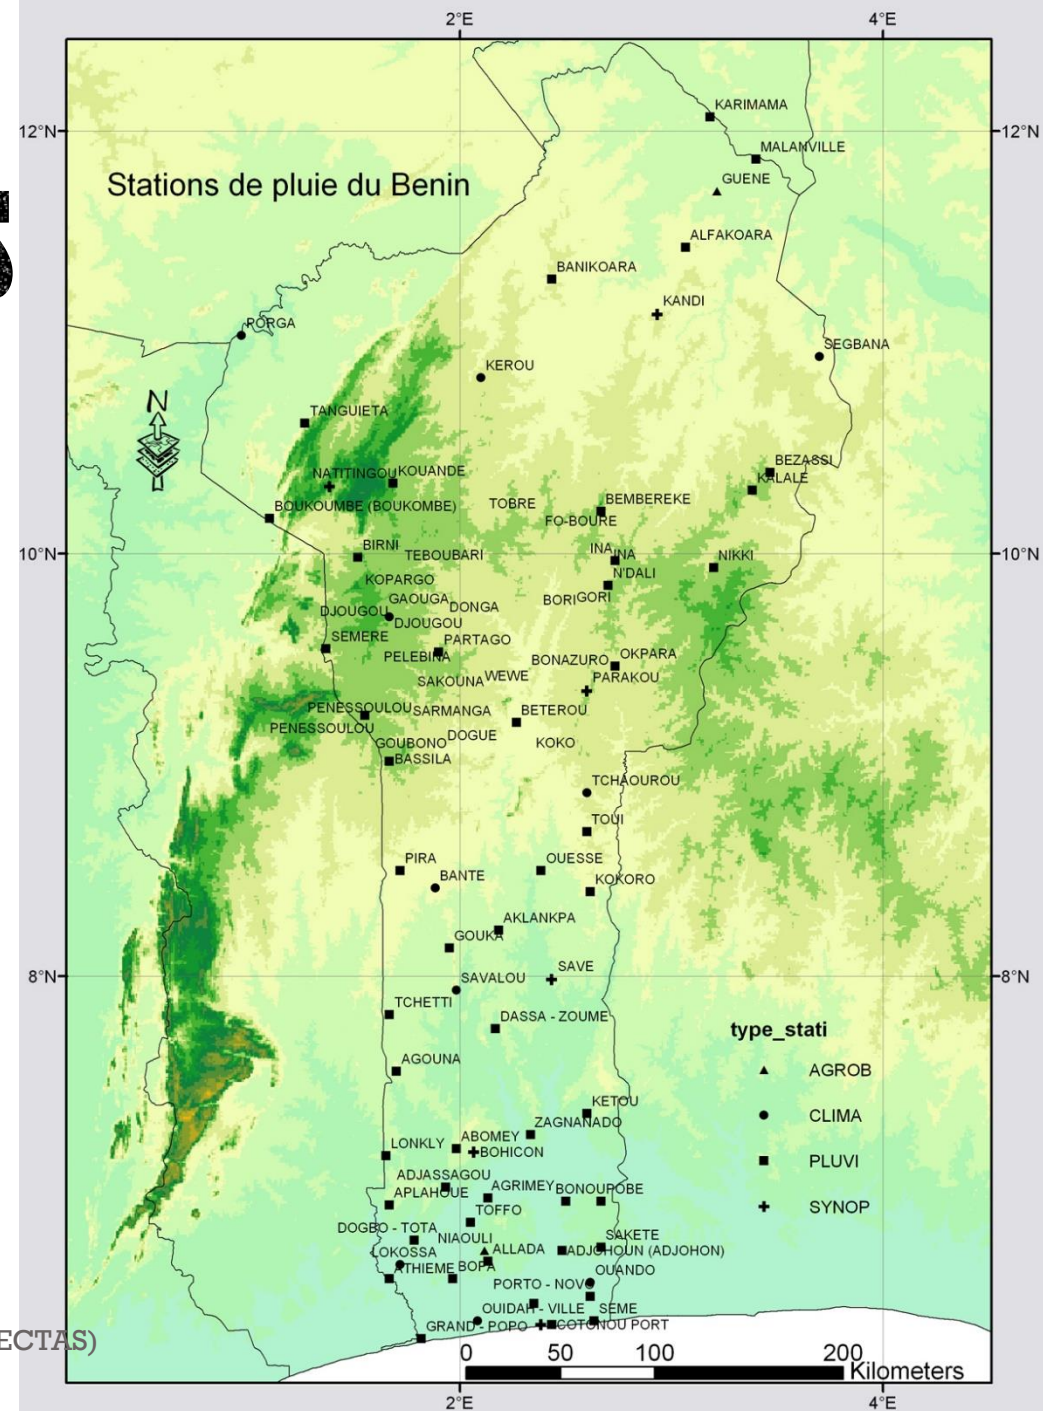 2°E 4°E
12°N 12°N
KARIMAMA
MALANVILLE
GUENE
Stations de pluie du Benin
ALFAKOARA
BANIKOARA
KANDI
PORGA
SEGBANA
KEROU
N
TANGUIETA
BEZASSI
NATITINGOU KOUANDE
KALALE
BOUKOUMBE (BOUKOMBE)
TOBRE
BEMBEREKE
FO-BOURE
BIRNI
10°N 10°N
TEBOUBARI
INA INA
NIKKI
KOPARGO
N'DALI
GAOUGA
DONGA
BORI GORI
DJOUGOU
DJOUGOU
SEMERE
PARTAGO
PELEBINA
BONAZURO OKPARA
SAKOUNA WEWE
PARAKOU
PENESSOULOU SARMANGA
BETEROU
PENESSOULOU
DOGUE
GOUBONO
KOKO
BASSILA
TCHAOUROU
TOUI
PIRA
OUESSE
BANTE
KOKORO
AKLANKPA
GOUKA
SAVE
8°N 8°N
SAVALOU
TCHETTI
DASSA - ZOUME
type_stati
AGOUNA
AGROB
KETOU
CLIMA
ZAGNANADO
ABOMEY
LONKLY
BOHICON
PLUVI
ADJASSAGOU
AGRIMEY BONOU POBE
APLAHOUE
SYNOP
TOFFO
DOGBO - TOTA
NIAOULI
SAKETE
LOKOSSA
ALLADA
ADJOHOUN (ADJOHON)
ATHIEME BOPA
OUANDO
PORTO - NOVO
OUIDAH - VILLE SEME
GRAND - POPO COTONOU PORT
ECTAS)
0 50 100 200
Kilometers
2°E 4°E